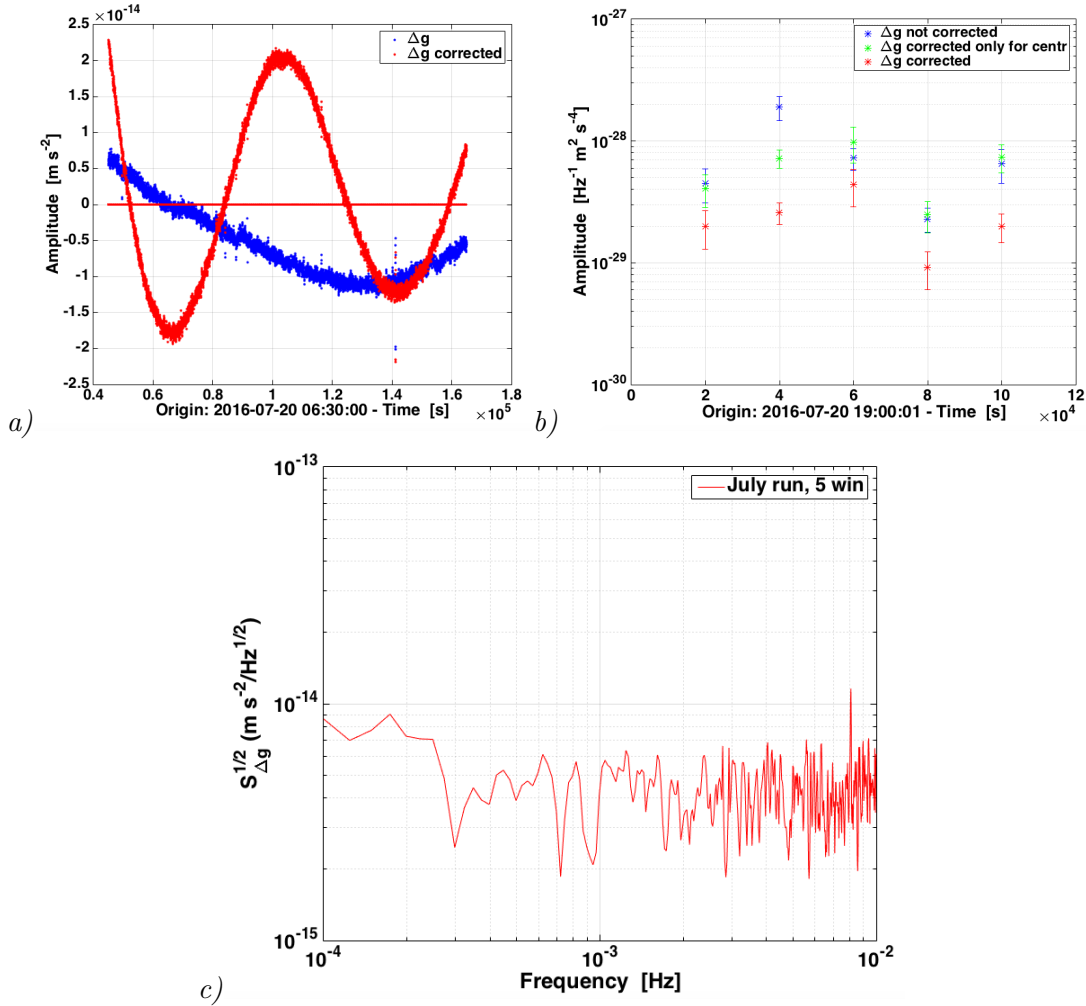 ×10⁻¹⁴
2.5
2
1.5
1
0.5
0
-0.5
-1
-1.5
-2
-2.5
Amplitude [m s⁻²]
Δg
Δg corrected
0.4 0.6 0.8 1 1.2 1.4 1.6 1.8
Origin: 2016-07-20 06:30:00 - Time [s] ×10⁵
a)
10⁻²⁷
10⁻²⁸
10⁻²⁹
10⁻³⁰
Amplitude [Hz⁻¹ m² s⁻⁴]
Δg not corrected
Δg corrected only for centr
Δg corrected
0 2 4 6 8 10 12
Origin: 2016-07-20 19:00:01 - Time [s] ×10⁴
b)
10⁻¹³
10⁻¹⁴
10⁻¹⁵
S^{1/2}_{Δg} (m s⁻²/Hz^{1/2})
July run, 5 win
10⁻⁴ 10⁻³ 10⁻²
Frequency [Hz]
c)